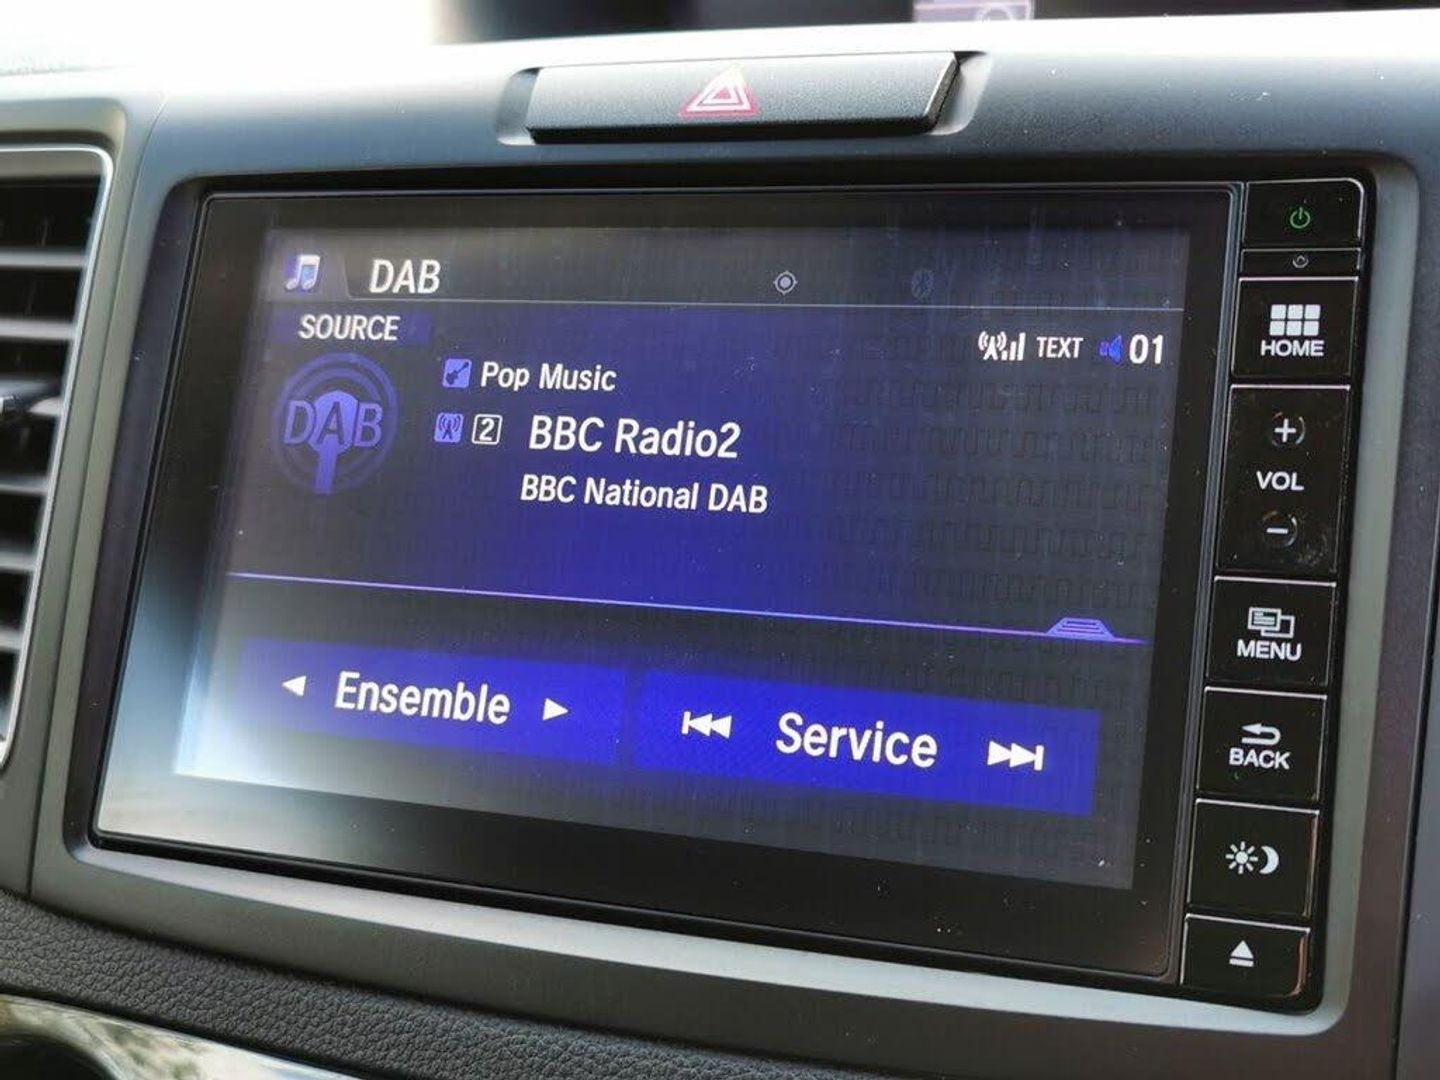 DAB
SOURCE
TEXT 01
DAB
Pop Music
2 BBC Radio2
BBC National DAB
Ensemble
Service
HOME
+
VOL
-
MENU
BACK